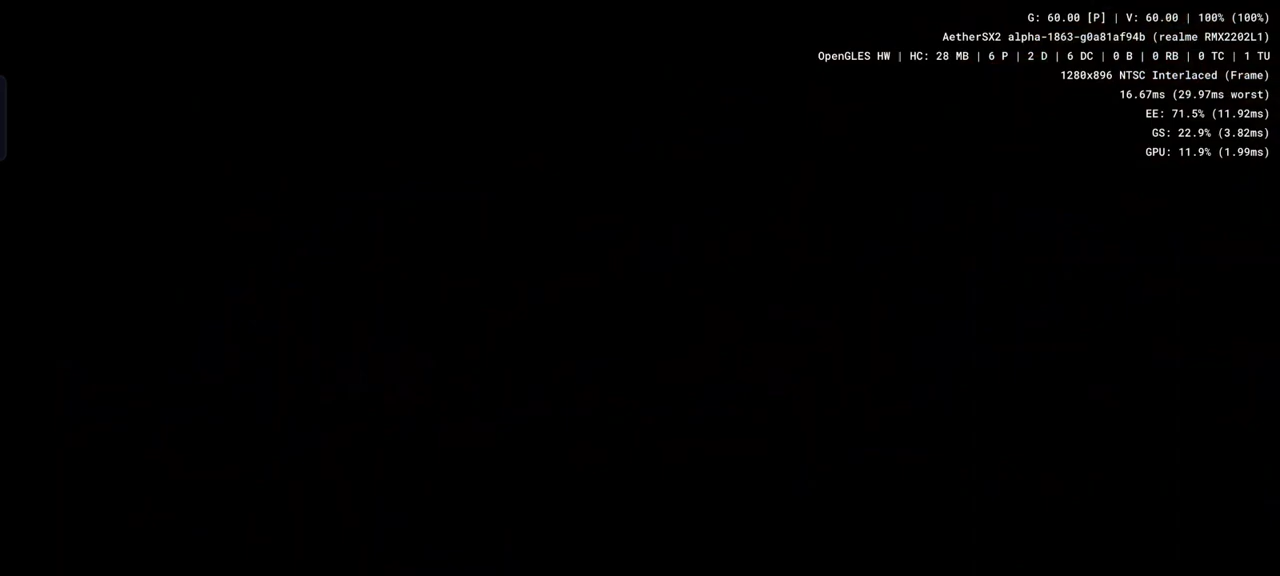 G: 60.00 [P] | V: 60.00 | 100% (100%)
AetherSX2 alpha-1863-g0a81af94b (realme RMX2202L1)
OpenGLES HW | HC: 28 MB | 6 P | 2 D | 6 DC | 0 B | 0 RB | 0 TC | 1 TU
1280x896 NTSC Interlaced (Frame)
16.67ms (29.97ms worst)
EE: 71.5% (11.92ms)
GS: 22.9% (3.82ms)
GPU: 11.9% (1.99ms)